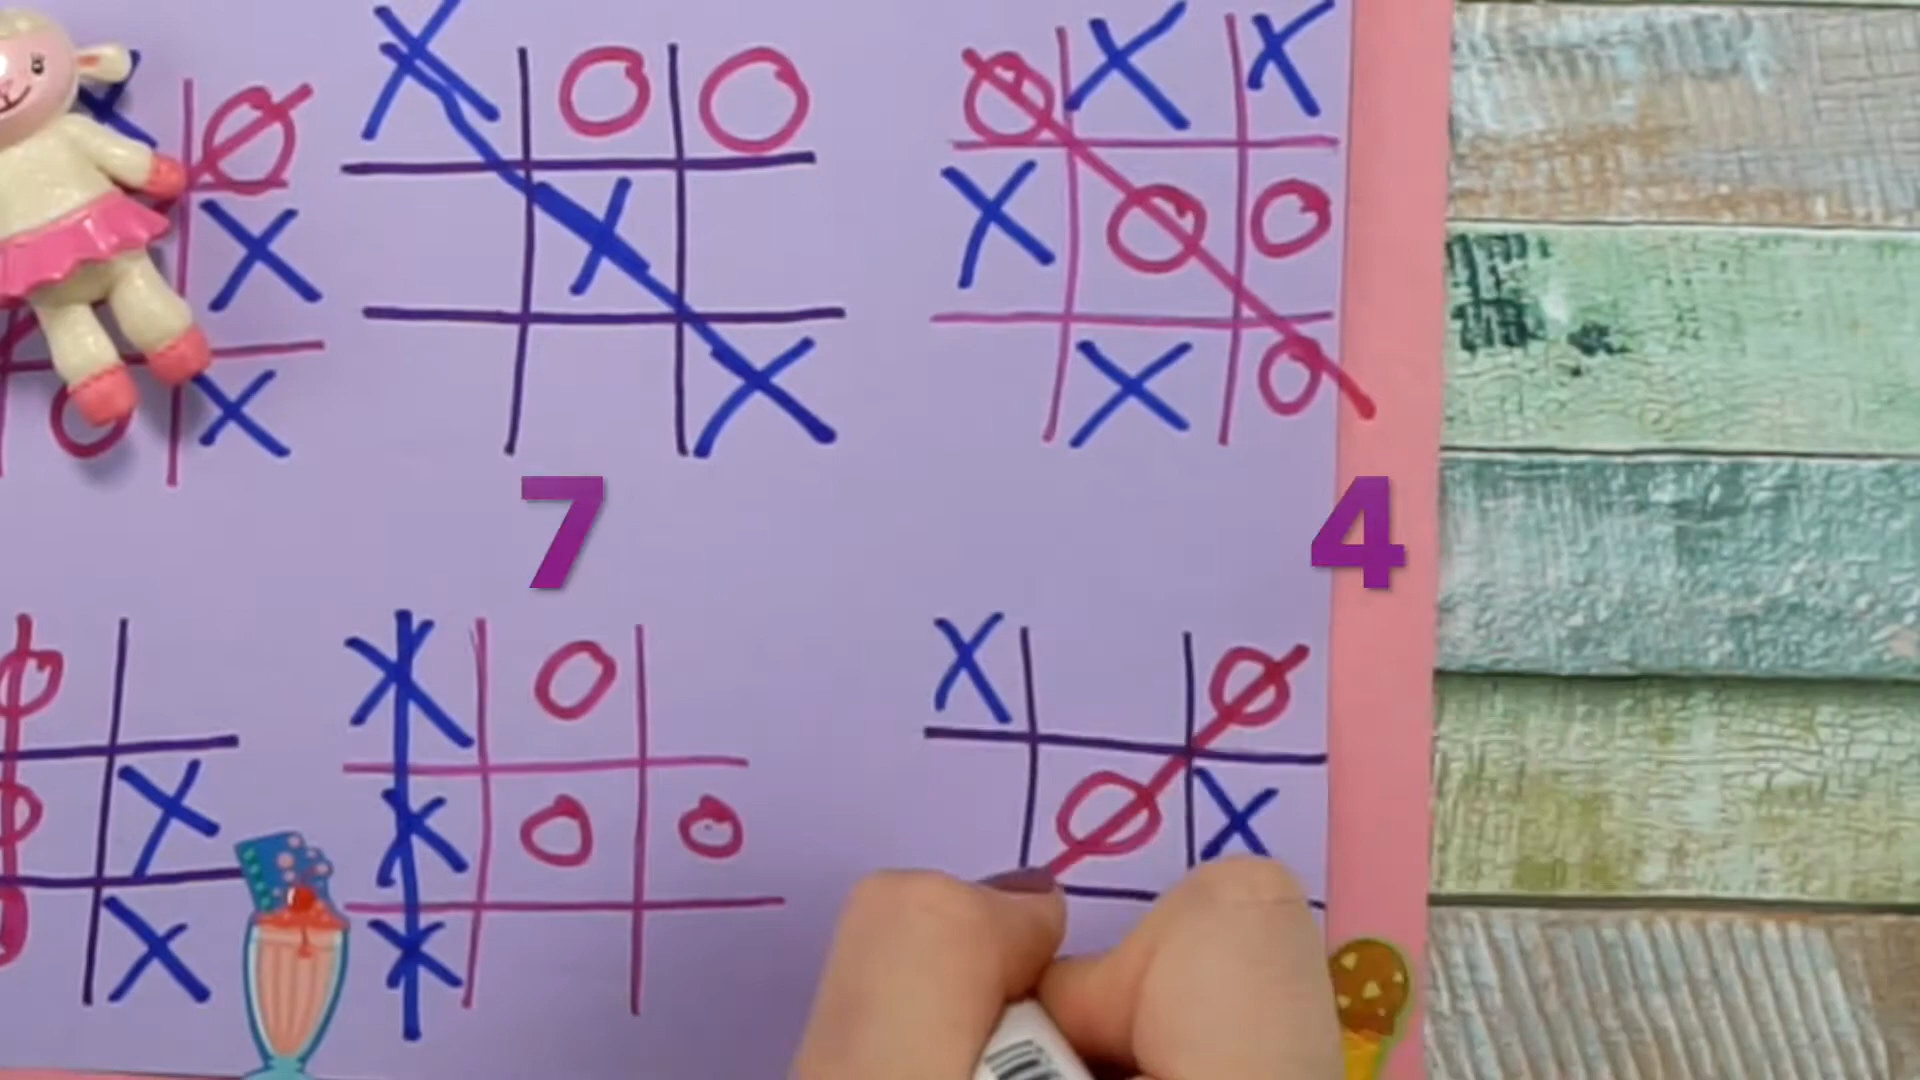 X O O
O X X
O X
X X O O
X
X O X
X O
7 4
O X O
X O
X O O O X
X X